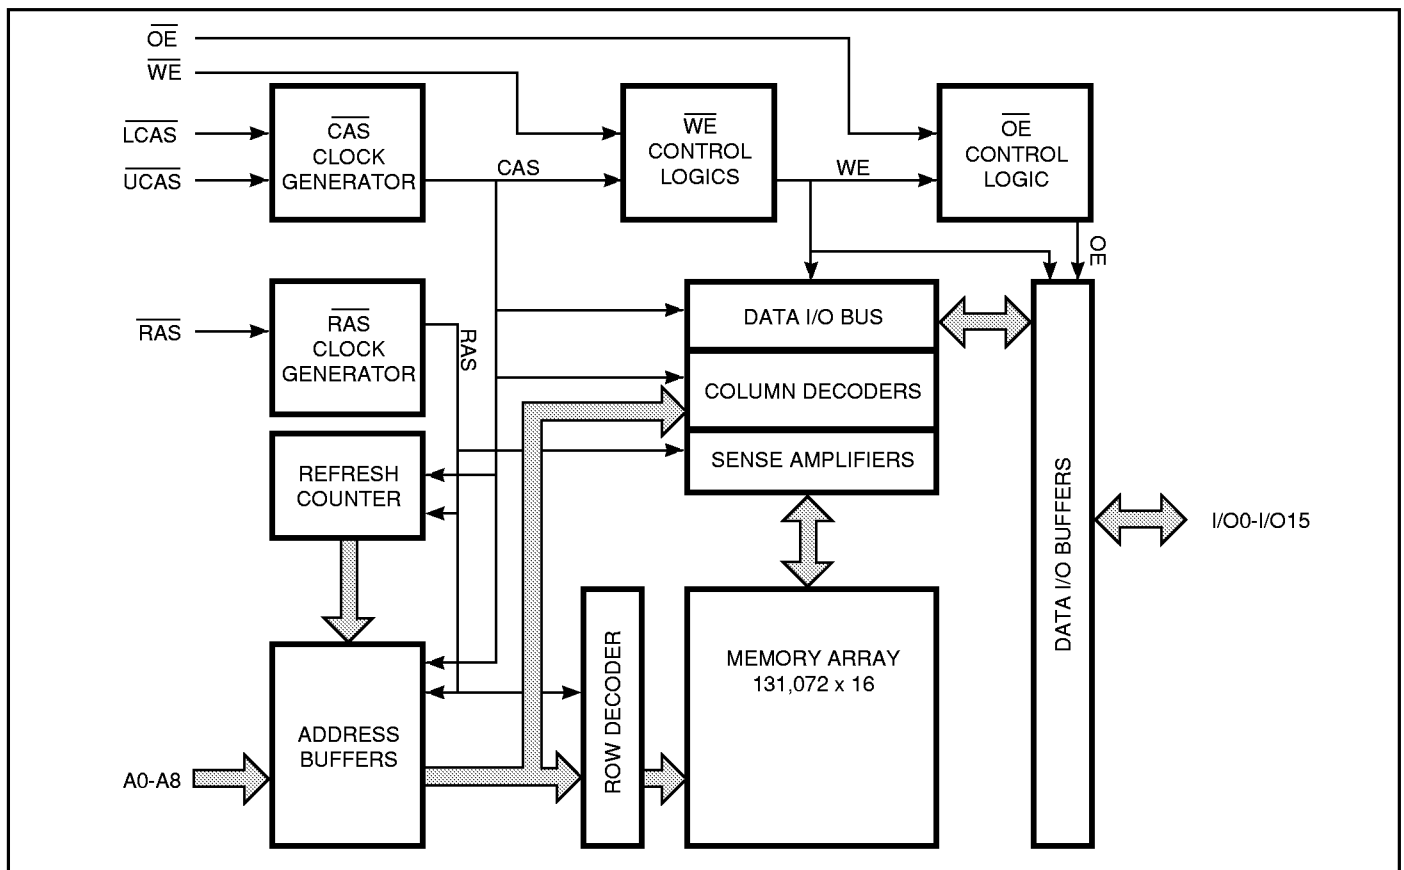 OE
WE
LCAS
UCAS
CAS
CLOCK
GENERATOR
CAS
WE
CONTROL
LOGICS
WE
OE
CONTROL
LOGIC
OE
RAS
RAS
CLOCK
GENERATOR
RAS
DATA I/O BUS
COLUMN DECODERS
SENSE AMPLIFIERS
REFRESH
COUNTER
DATA I/O BUFFERS
I/O0-I/O15
ADDRESS
BUFFERS
A0-A8
ROW DECODER
MEMORY ARRAY
131,072 x 16